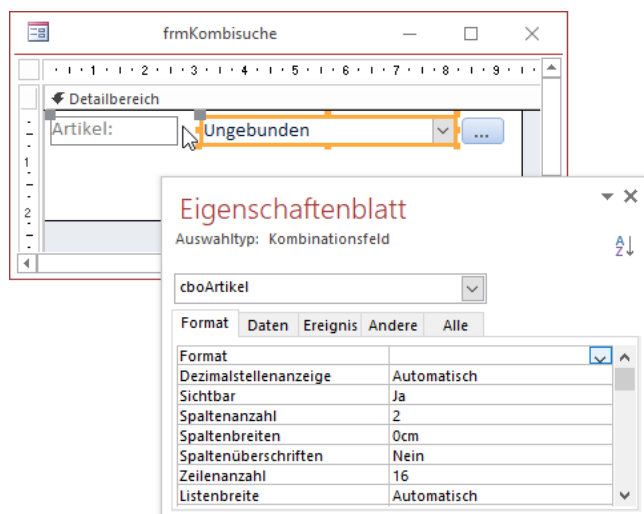 frmKombisuche
1 2 3 4 5 6 7 8 9
Detailbereich
Artikel: Ungebunden ...
1
2
Eigenschaftenblatt
Auswahltyp: Kombinationsfeld
A
Z
cboArtikel
Format Daten Ereignis Andere Alle
Format
Dezimalstellenanzeige Automatisch
Sichtbar Ja
Spaltenanzahl 2
Spaltenbreiten 0cm
Spaltenüberschriften Nein
Zeilenanzahl 16
Listenbreite Automatisch